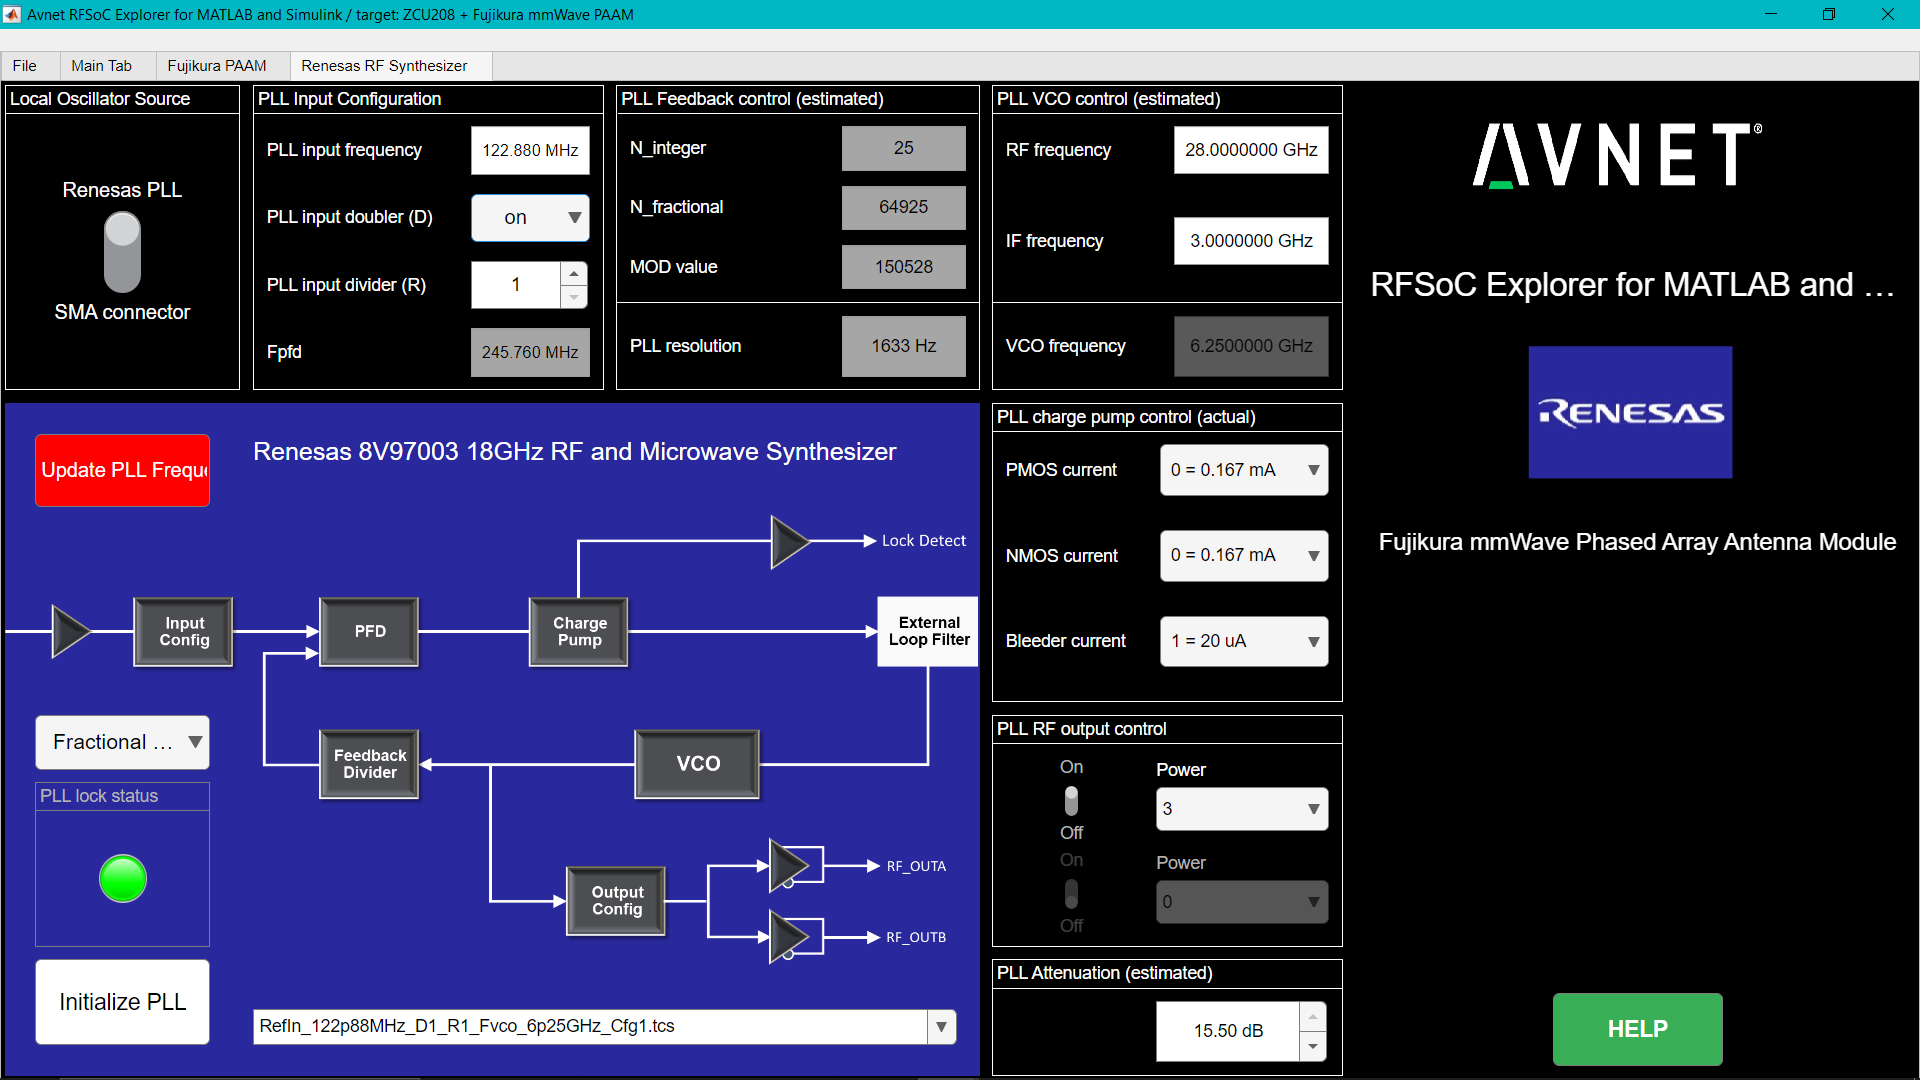 Avnet RFSoC Explorer for MATLAB and Simulink / target: ZCU208 + Fujikura mmWave PAAM
File
Main Tab
Fujikura PAAM
Renesas RF Synthesizer
Local Oscillator Source
Renesas PLL
SMA connector
PLL Input Configuration
PLL input frequency
122.880 MHz
PLL input doubler (D)
on
PLL input divider (R)
1
Fpfd
245.760 MHz
PLL Feedback control (estimated)
N_integer
25
N_fractional
64925
MOD value
150528
PLL resolution
1633 Hz
PLL VCO control (estimated)
RF frequency
28.0000000 GHz
IF frequency
3.0000000 GHz
VCO frequency
6.2500000 GHz
AVNET®
RFSoC Explorer for MATLAB and ...
RENESAS
Fujikura mmWave Phased Array Antenna Module
Update PLL Frequ
Renesas 8V97003 18GHz RF and Microwave Synthesizer
Lock Detect
Input
Config
PFD
Charge
Pump
External
Loop Filter
Fractional ...
Feedback
Divider
VCO
PLL lock status
Output
Config
RF_OUTA
RF_OUTB
Initialize PLL
RefIn_122p88MHz_D1_R1_Fvco_6p25GHz_Cfg1.tcs
PLL charge pump control (actual)
PMOS current
0 = 0.167 mA
NMOS current
0 = 0.167 mA
Bleeder current
1 = 20 uA
PLL RF output control
On
Off
Power
3
On
Off
Power
0
PLL Attenuation (estimated)
15.50 dB
HELP